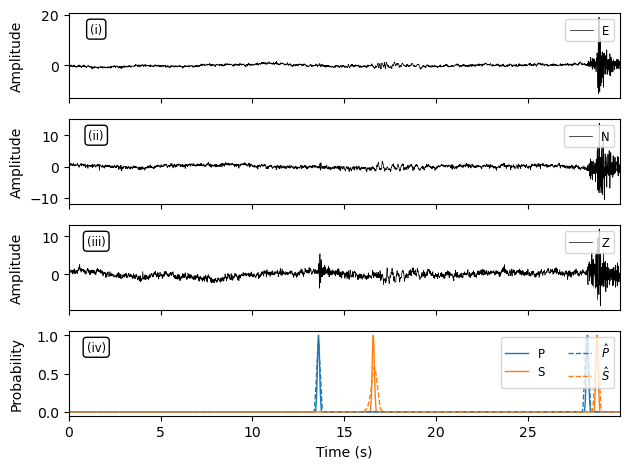 20
Amplitude
0
(i)
E
10
Amplitude
0
−10
(ii)
N
10
Amplitude
0
(iii)
Z
1.0
Probability
0.5
0.0
(iv)
P P̂
S Ŝ
0 5 10 15 20 25
Time (s)